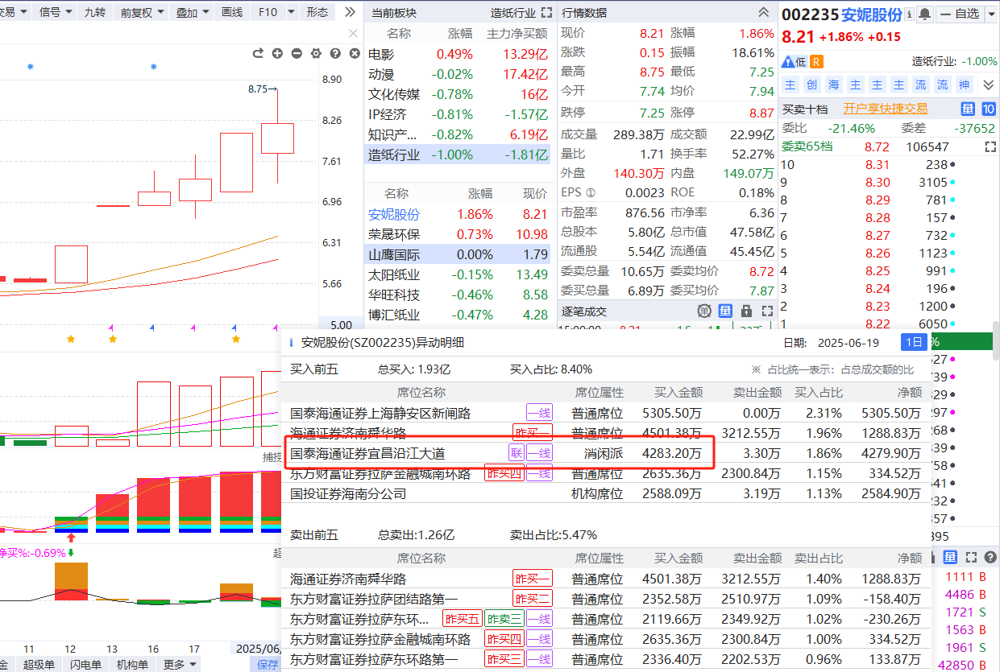 交易 信号 九转 前复权 叠加 画线 F10 形态
8.75→
8.90
8.26
7.61
6.96
6.31
5.66
5.00
捕捞
净买%:-0.69%
超
11 12 13 16 17 2025/06/
金 超级单 闪电单 机构单 更多 保存
当前板块 造纸行业
名称 涨幅 主力净买额
电影 0.49% 13.29亿
动漫 -0.02% 17.42亿
文化传媒 -0.78% 16亿
IP经济 -0.81% -1.57亿
知识产... -0.82% 6.19亿
造纸行业 -1.00% -1.81亿
名称 涨幅 现价
安妮股份 1.86% 8.21
荣晟环保 0.73% 10.98
山鹰国际 0.00% 1.79
太阳纸业 -0.15% 13.49
华旺科技 -0.46% 8.58
博汇纸业 -0.47% 4.28
行情数据
现价 8.21 涨幅 1.86%
涨跌 0.15 振幅 18.61%
最高 8.75 最低 7.25
今开 7.74 均价 7.94
跌停 7.25 涨停 8.87
成交量 289.38万 成交额 22.99亿
量比 1.71 换手率 52.27%
外盘 140.30万 内盘 149.07万
EPS ① 0.0023 ROE 0.18%
市盈率 876.56 市净率 6.36
总股本 5.80亿 总市值 47.58亿
流通股 5.54亿 流通值 45.45亿
委卖总量 10.65万 委卖均价 8.72
委买总量 6.89万 委买均价 7.87
逐笔成交 单 量
002235 安妮股份 自选
8.21 +1.86% +0.15
低 R 造纸行业: -1.00%
主 创 海 主 主 主 流 流 神
买卖十档 开户享快捷交易 量 10
委比 -21.46% 委差 -37652
委卖65档 8.72 106547
10 8.31 238
9 8.30 3105
8 8.29 781
7 8.28 157
6 8.27 732
5 8.26 1123
4 8.25 991
3 8.24 196
2 8.23 1200
1 8.22 6050
安妮股份(SZ002235)异动明细 日期: 2025-06-19 1日
买入前五 总买入: 1.93亿 买入占比: 8.40% ※ 占比统一表示: 占总成交额的比
席位名称 席位属性 买入金额 卖出金额 买入占比 净额
国泰海通证券上海静安区新闸路 一线 普通席位 5305.50万 0.00万 2.31% 5305.50万
海通证券济南舜华路 昨买一 普通席位 4501.38万 3212.55万 1.96% 1288.83万
国泰海通证券宜昌沿江大道 联 一线 消闲派 4283.20万 3.30万 1.86% 4279.90万
东方财富证券拉萨金融城南环路 昨买四 一线 普通席位 2635.36万 2300.84万 1.15% 334.52万
国投证券海南分公司 机构席位 2588.09万 3.19万 1.13% 2584.90万
卖出前五 总卖出:1.26亿 卖出占比:5.47%
席位名称 席位属性 买入金额 卖出金额 卖出占比 净额
海通证券济南舜华路 昨买一 普通席位 4501.38万 3212.55万 1.40% 1288.83万
东方财富证券拉萨团结路第一 昨买二 普通席位 2352.58万 2510.97万 1.09% -158.40万
东方财富证券拉萨东环... 昨买五 昨卖三 一线 普通席位 2119.66万 2349.92万 1.02% -230.26万
东方财富证券拉萨金融城南环路 昨买四 一线 普通席位 2635.36万 2300.84万 1.00% 334.52万
东方财富证券拉萨东环路第一 昨买三 一线 普通席位 2336.40万 2202.53万 0.96% 133.87万
%
量
1111 B
4486 B
1721 S
1563 B
1961 S
42850 B